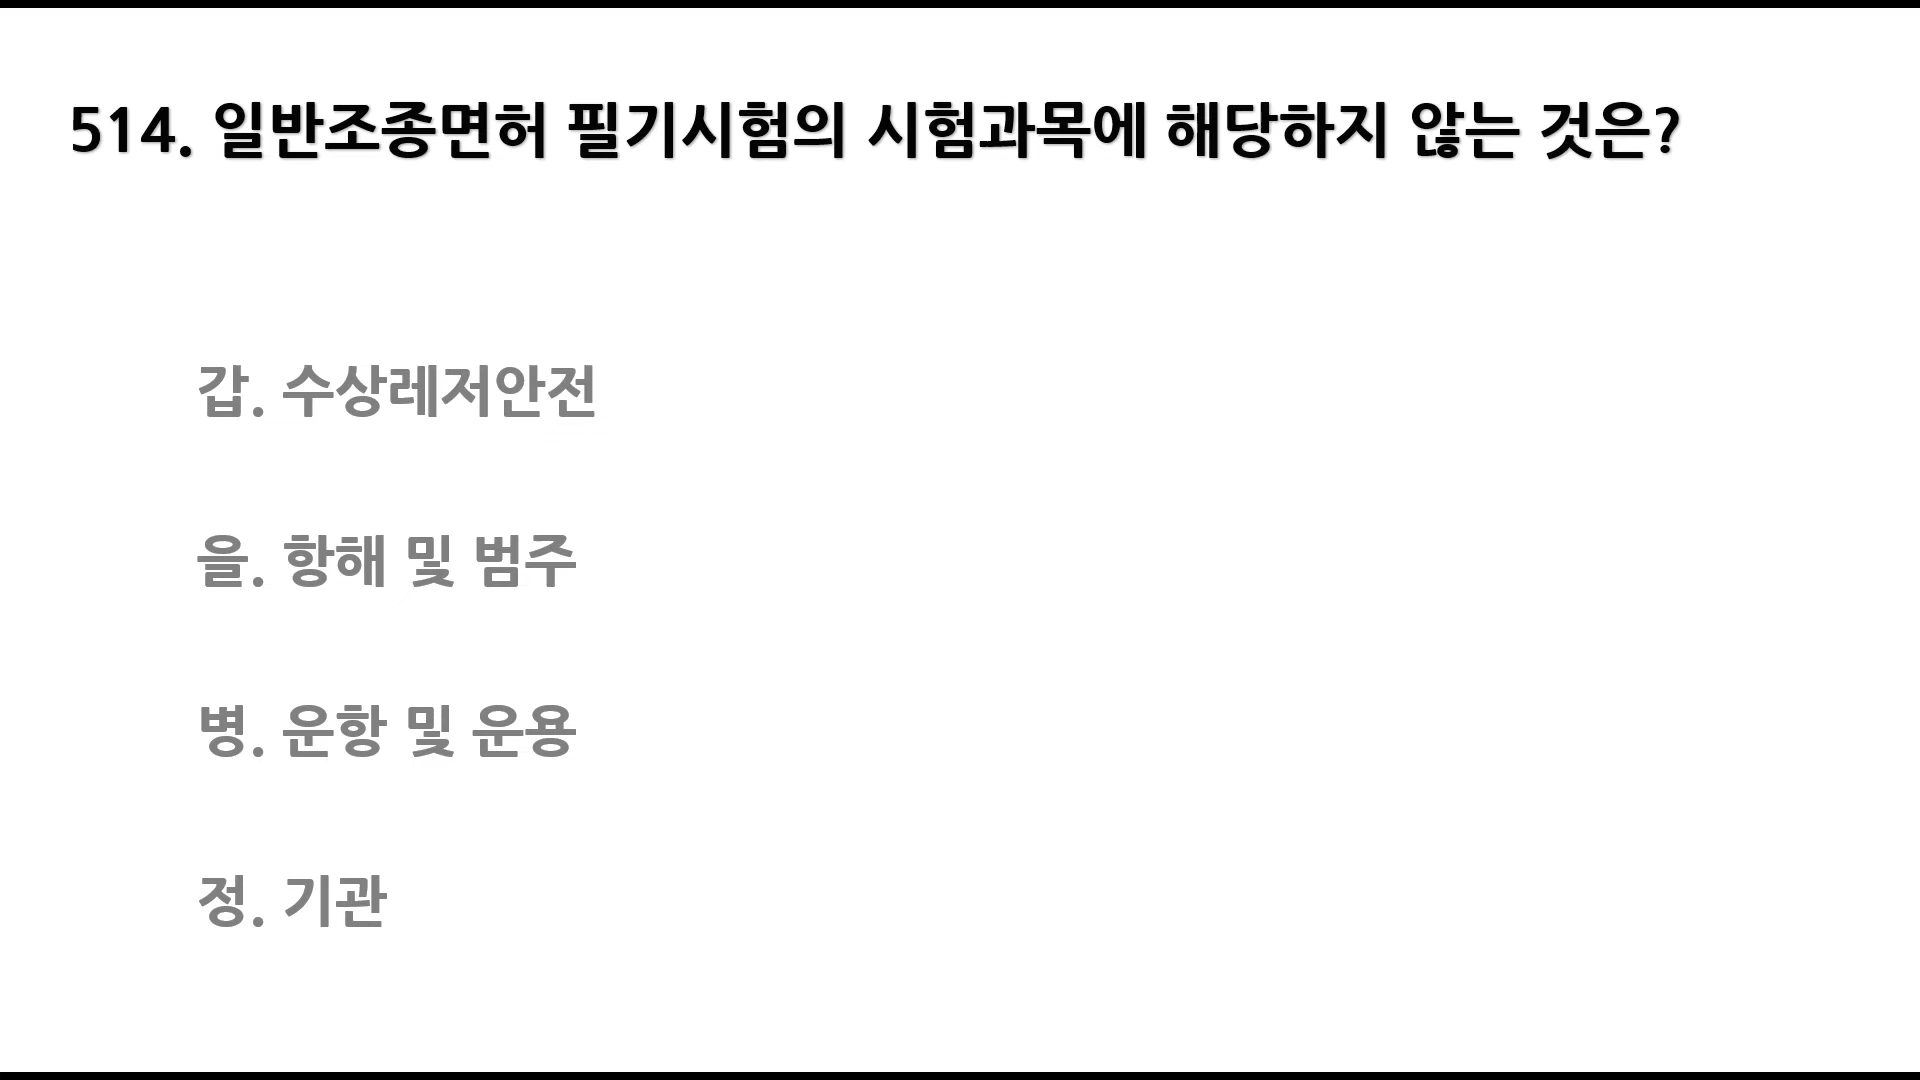 514. 일반조종면허 필기시험의 시험과목에 해당하지 않는 것은?
갑. 수상레저안전
을. 항해 및 범주
병. 운항 및 운용
정. 기관